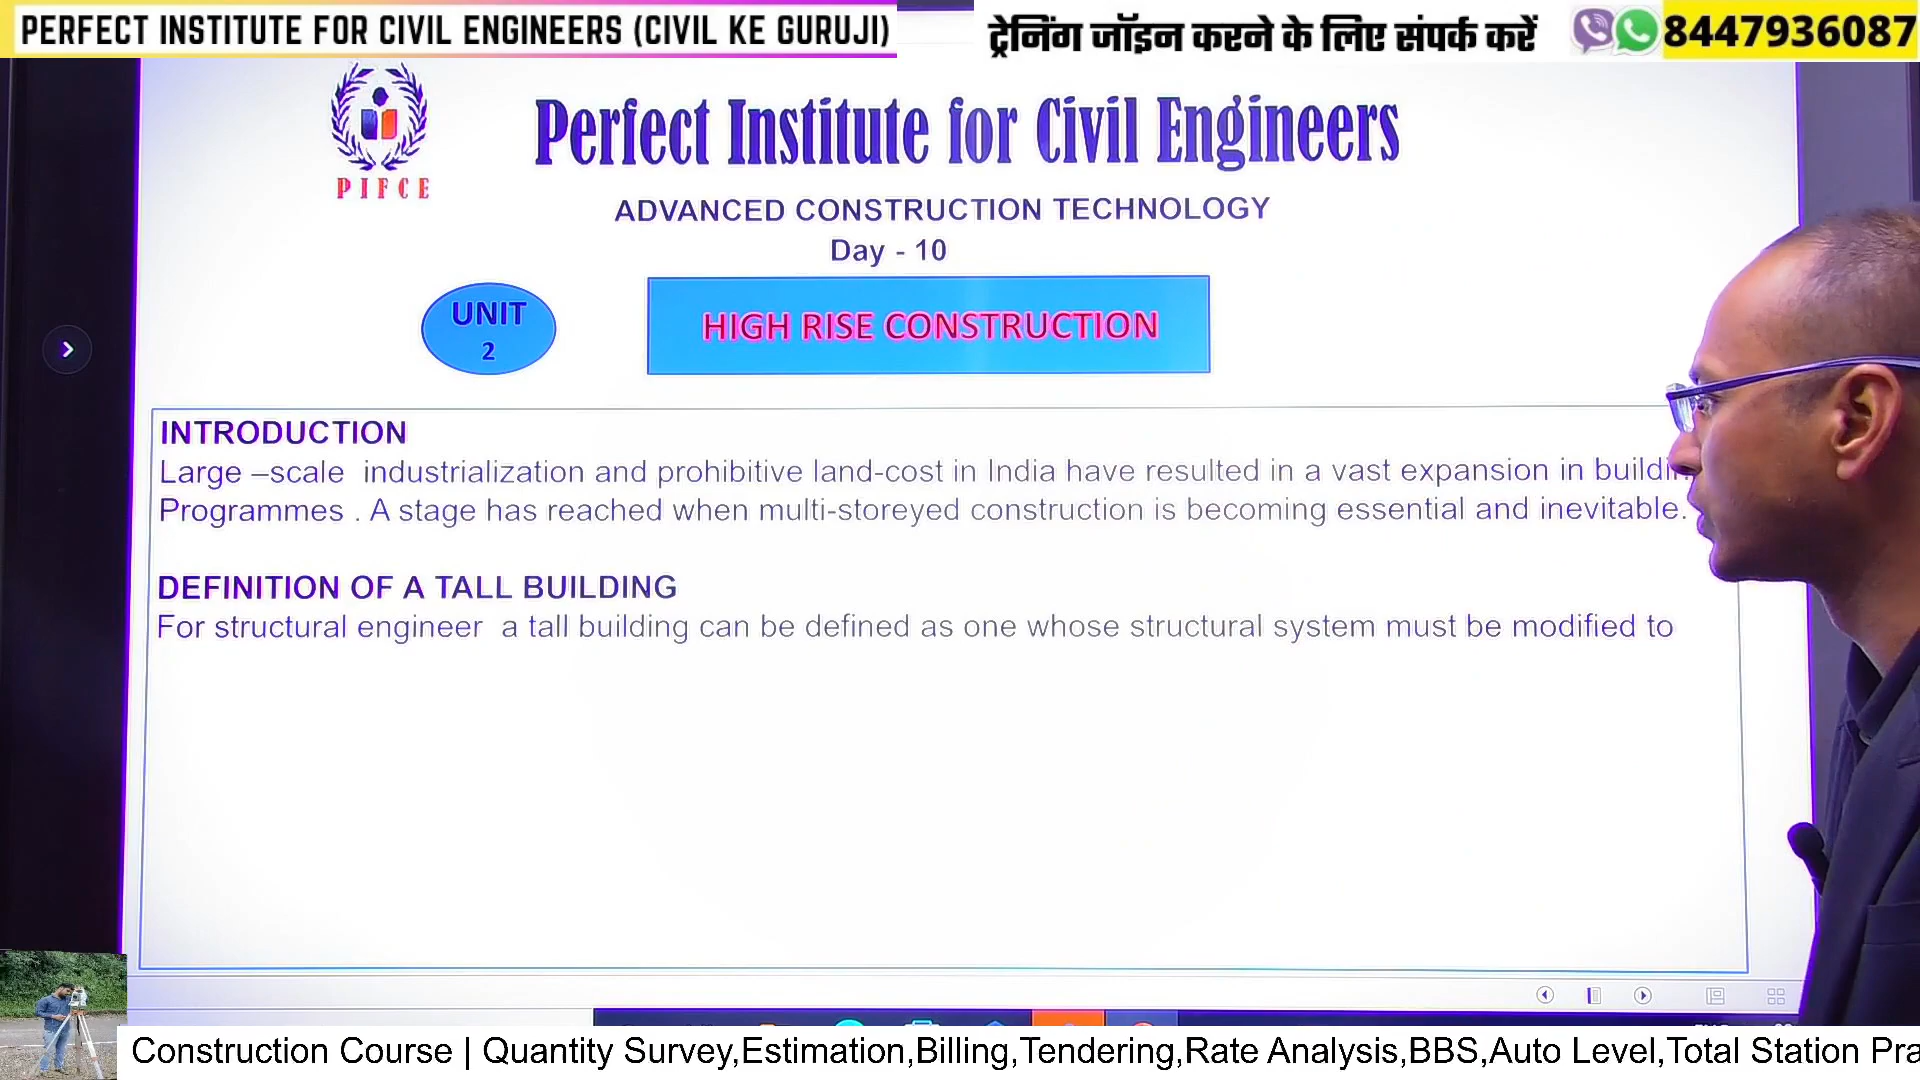 PERFECT INSTITUTE FOR CIVIL ENGINEERS (CIVIL KE GURUJI)
ट्रेनिंग जॉइन करने के लिए संपर्क करें
8447936087
PIFCE
Perfect Institute for Civil Engineers
ADVANCED CONSTRUCTION TECHNOLOGY
Day - 10
UNIT
2
HIGH RISE CONSTRUCTION
INTRODUCTION
Large –scale industrialization and prohibitive land-cost in India have resulted in a vast expansion in
Programmes . A stage has reached when multi-storeyed construction is becoming essential and inevitable.
DEFINITION OF A TALL BUILDING
For structural engineer a tall building can be defined as one whose structural system must be modified to
Construction Course | Quantity Survey,Estimation,Billing,Tendering,Rate Analysis,BBS,Auto Level,Total Station